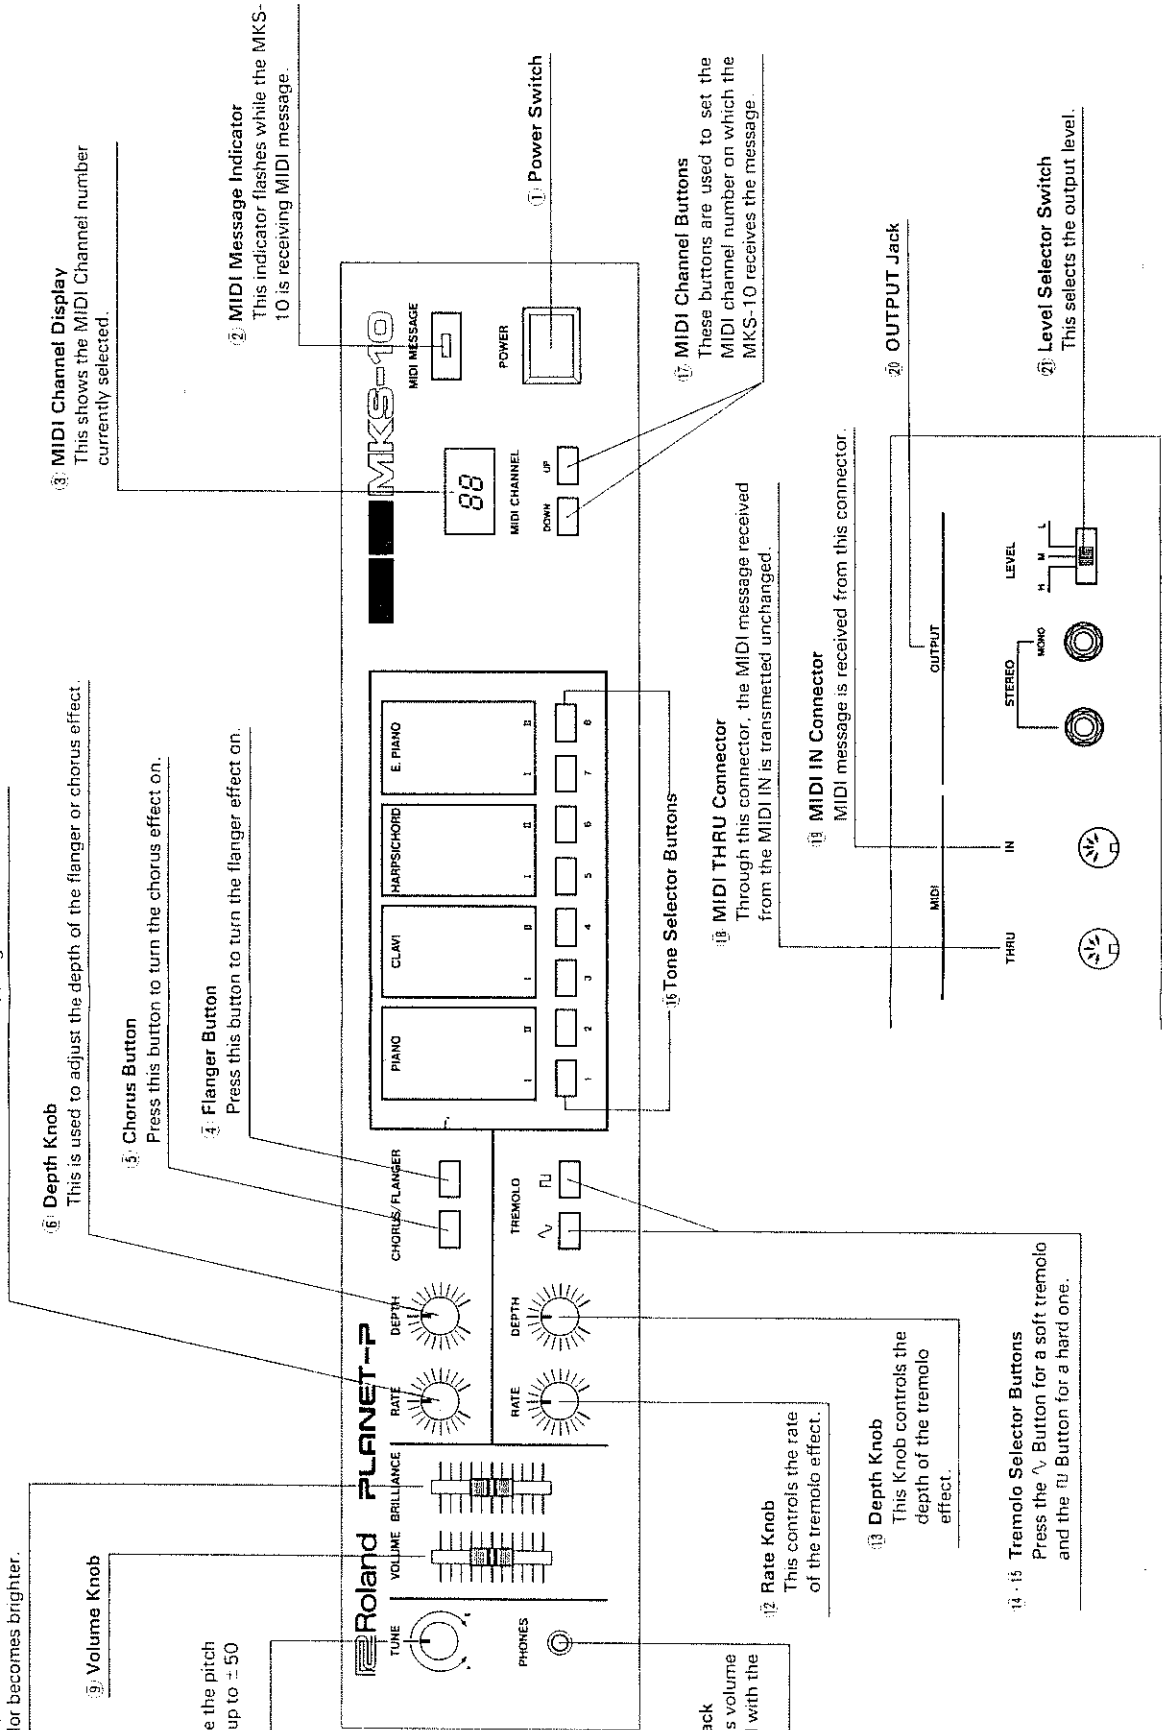 lor becomes brighter.
⑨ Volume Knob
e the pitch
up to ± 50
⑥ Depth Knob
This is used to adjust the depth of the flanger or chorus effect.
⑤ Chorus Button
Press this button to turn the chorus effect on.
④ Flanger Button
Press this button to turn the flanger effect on.
③ MIDI Channel Display
This shows the MIDI Channel number
currently selected.
② MIDI Message Indicator
This indicator flashes while the MKS-
10 is receiving MIDI message.
① Power Switch
Roland PLANET-P
MKS-10
TUNE
VOLUME
BRILLIANCE
RATE
DEPTH
CHORUS/FLANGER
PIANO
CLAVI
HARPSICHORD
E. PIANO
I II I II I II I II
1 2 3 4 5 6 7 8
88
MIDI CHANNEL
DOWN UP
MIDI MESSAGE
POWER
PHONES
RATE
DEPTH
TREMOLO
⑰ MIDI Channel Buttons
These buttons are used to set the
MIDI channel number on which the
MKS-10 receives the message.
⑯ Tone Selector Buttons
ack
s volume
l with the
⑫ Rate Knob
This controls the rate
of the tremolo effect.
⑬ Depth Knob
This Knob controls the
depth of the tremolo
effect.
⑭ · ⑮ Tremolo Selector Buttons
Press the ∿ Button for a soft tremolo
and the ⊓⊔ Button for a hard one.
⑱ MIDI THRU Connector
Through this connector, the MIDI message received
from the MIDI IN is transmetted unchanged.
⑲ MIDI IN Connector
MIDI message is received from this connector.
⑳ OUTPUT Jack
㉑ Level Selector Switch
This selects the output level.
MIDI
THRU
IN
OUTPUT
STEREO
MONO
LEVEL
H M L